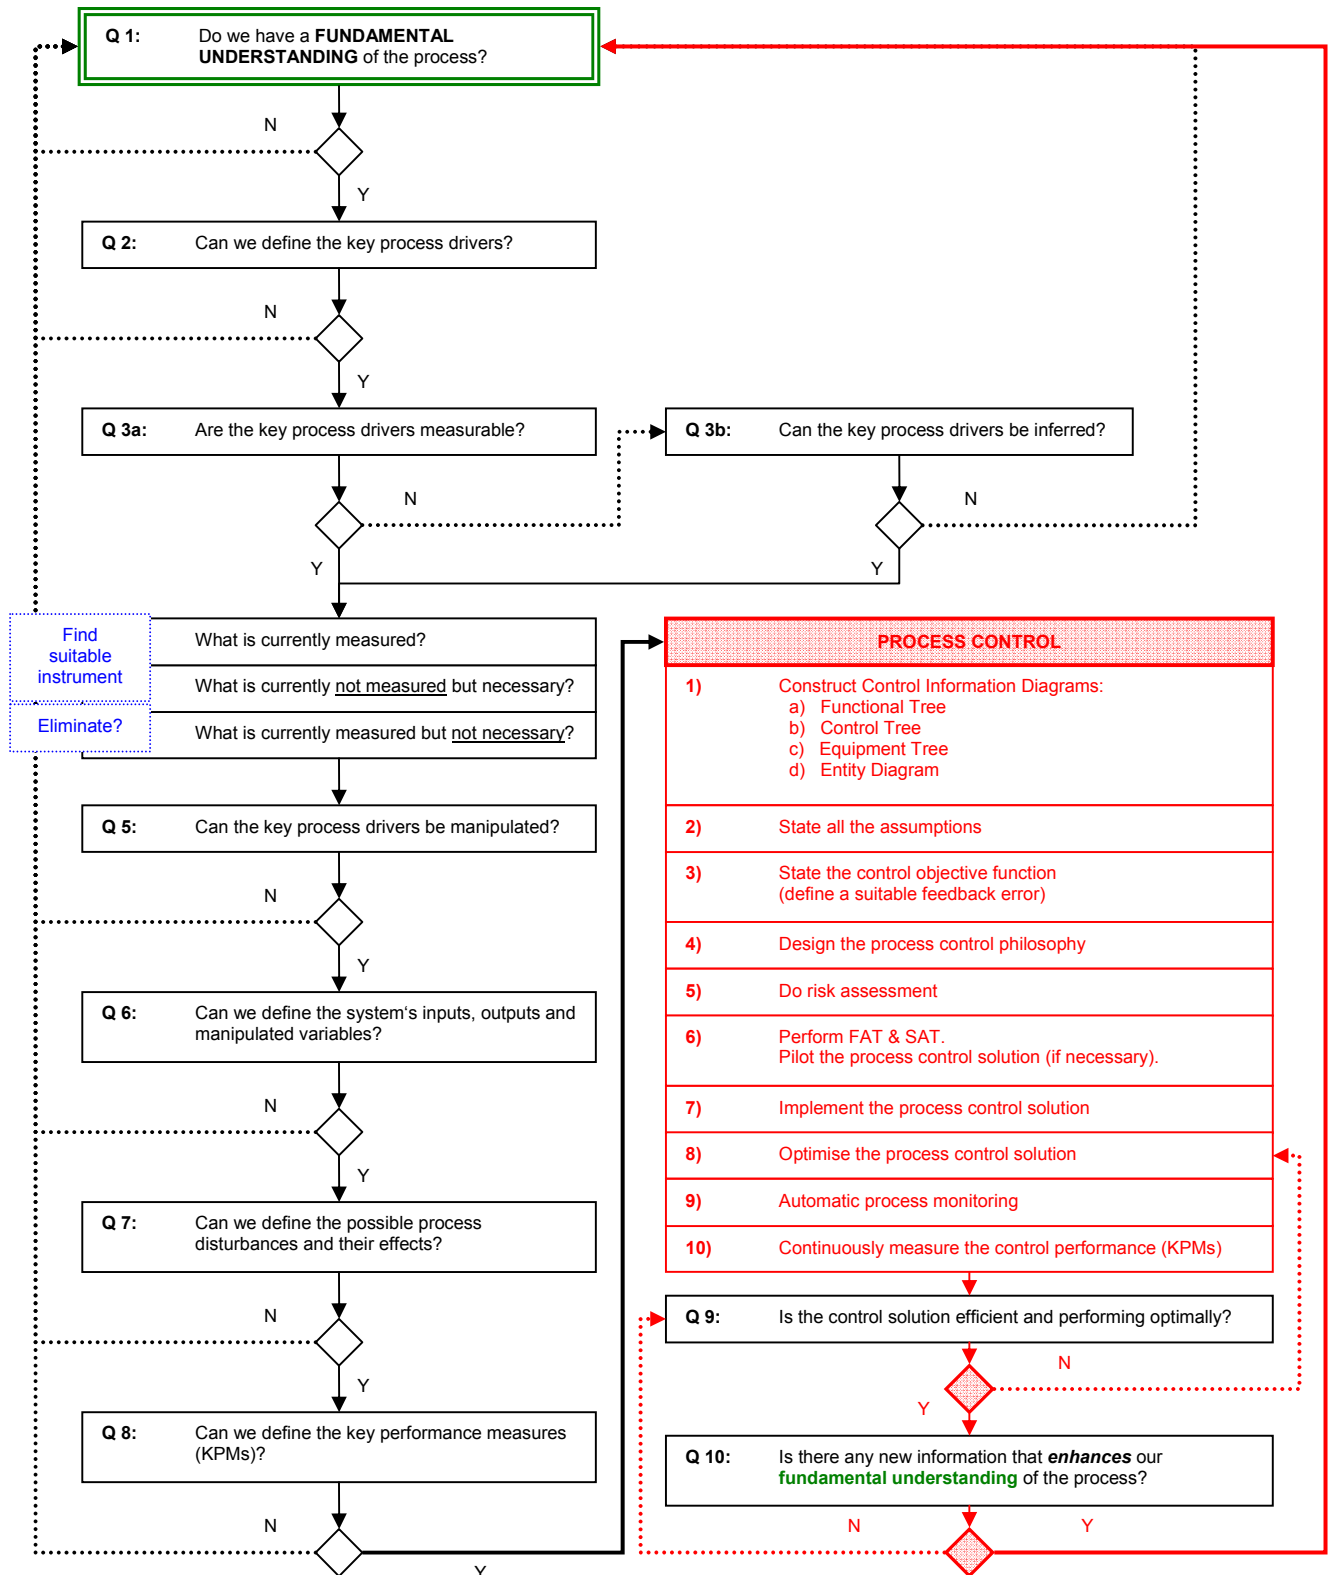 Q 1: Do we have a FUNDAMENTAL
UNDERSTANDING of the process?
N
Y
Q 2: Can we define the key process drivers?
N
Y
Q 3a: Are the key process drivers measurable?
Q 3b: Can the key process drivers be inferred?
N
N
Y
Y
Find
suitable
instrument
What is currently measured?
What is currently not measured but necessary?
Eliminate?
What is currently measured but not necessary?
Q 5: Can the key process drivers be manipulated?
N
Y
Q 6: Can we define the system‘s inputs, outputs and
manipulated variables?
N
Y
Q 7: Can we define the possible process
disturbances and their effects?
N
Y
Q 8: Can we define the key performance measures
(KPMs)?
N
Y
PROCESS CONTROL
1) Construct Control Information Diagrams:
a) Functional Tree
b) Control Tree
c) Equipment Tree
d) Entity Diagram
2) State all the assumptions
3) State the control objective function
(define a suitable feedback error)
4) Design the process control philosophy
5) Do risk assessment
6) Perform FAT & SAT.
Pilot the process control solution (if necessary).
7) Implement the process control solution
8) Optimise the process control solution
9) Automatic process monitoring
10) Continuously measure the control performance (KPMs)
Q 9: Is the control solution efficient and performing optimally?
N
Y
Q 10: Is there any new information that enhances our
fundamental understanding of the process?
N
Y